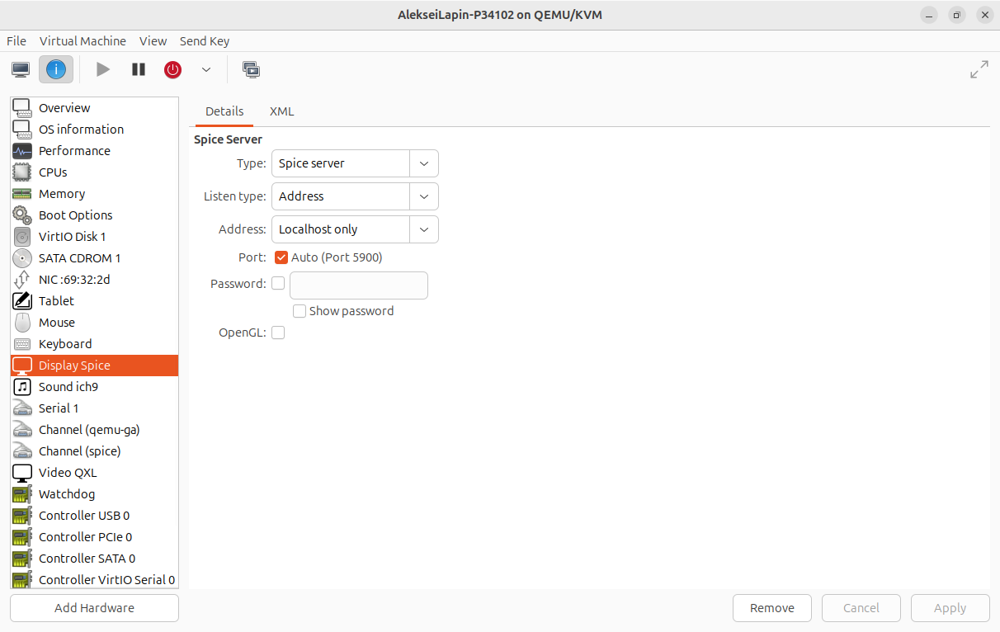 AlekseiLapin-P34102 on QEMU/KVM
File Virtual Machine View Send Key
Overview
OS information
Performance
CPUs
Memory
Boot Options
VirtIO Disk 1
SATA CDROM 1
NIC :69:32:2d
Tablet
Mouse
Keyboard
Display Spice
Sound ich9
Serial 1
Channel (qemu-ga)
Channel (spice)
Video QXL
Watchdog
Controller USB 0
Controller PCIe 0
Controller SATA 0
Controller VirtIO Serial 0
Add Hardware
Details XML
Spice Server
Type: Spice server
Listen type: Address
Address: Localhost only
Port: Auto (Port 5900)
Password:
Show password
OpenGL:
Remove Cancel Apply